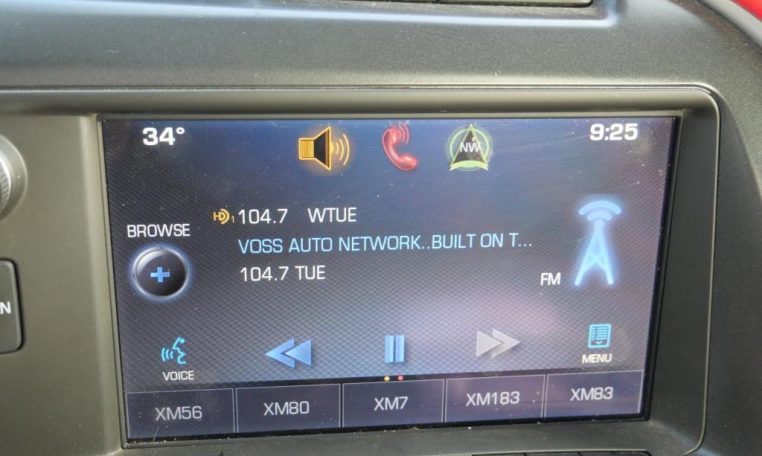 34°
NW
9:25
HD1 104.7 WTUE
BROWSE
VOSS AUTO NETWORK..BUILT ON T...
104.7 TUE
FM
VOICE
MENU
XM56 XM80 XM7 XM183 XM83
N